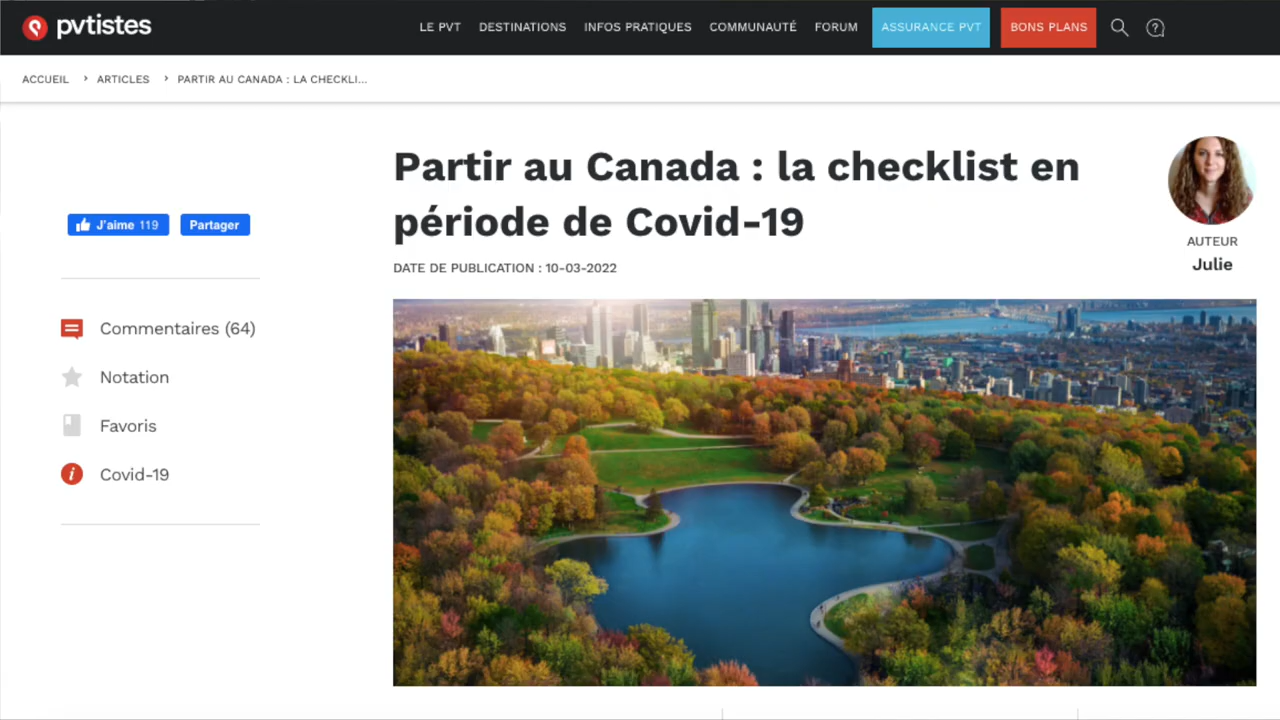 pvtistes
LE PVT DESTINATIONS INFOS PRATIQUES COMMUNAUTÉ FORUM ASSURANCE PVT BONS PLANS
ACCUEIL > ARTICLES > PARTIR AU CANADA : LA CHECKLI...
Partir au Canada : la checklist en
période de Covid-19
DATE DE PUBLICATION : 10-03-2022
AUTEUR
Julie
J'aime 119 Partager
Commentaires (64)
Notation
Favoris
Covid-19